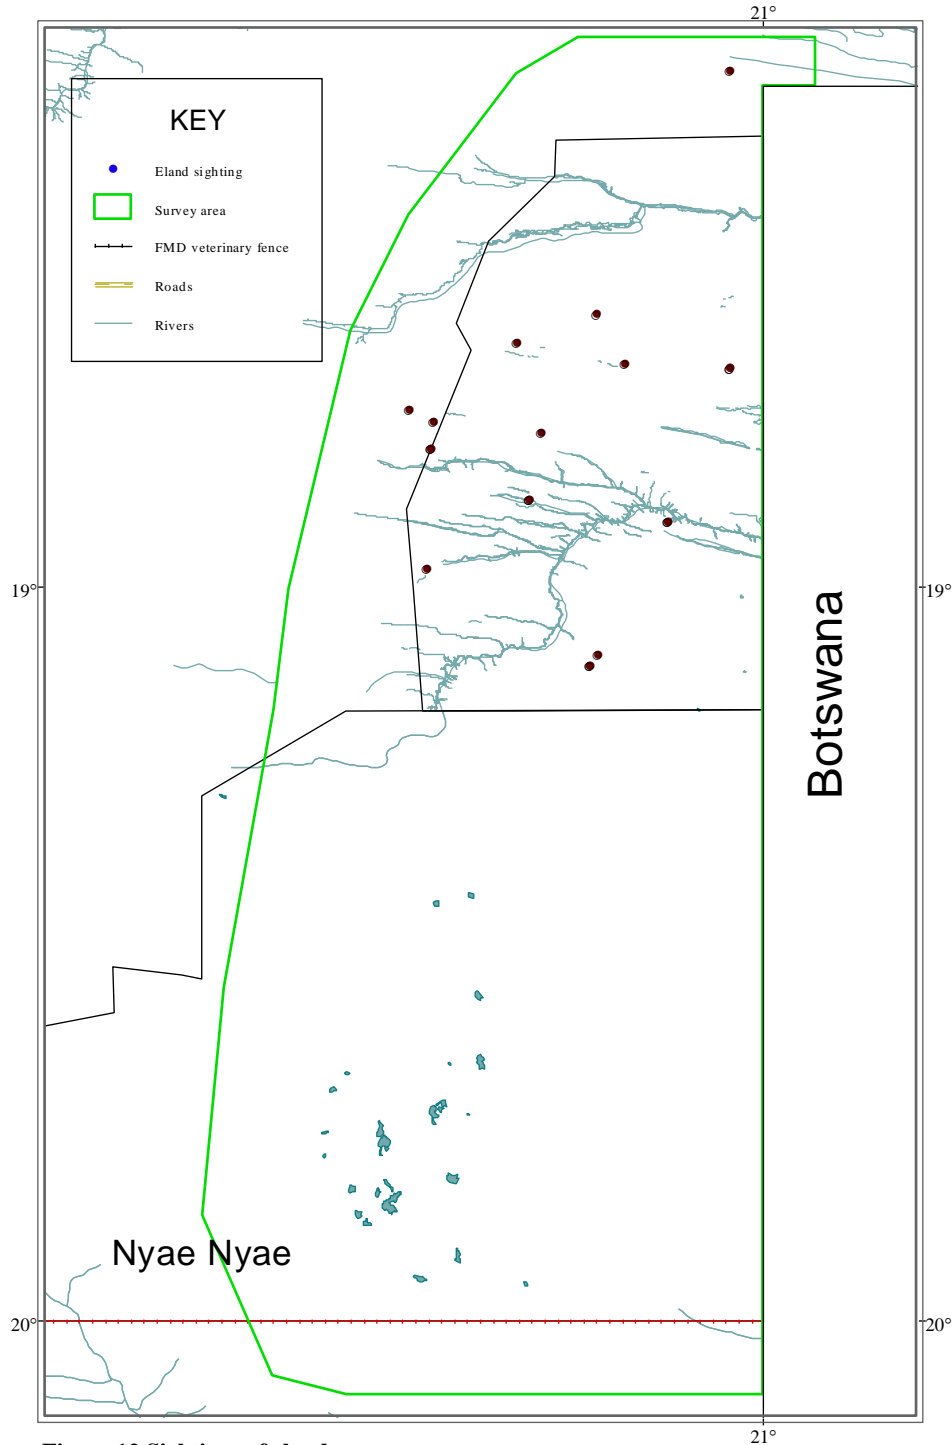 21°
KEY
Eland sighting
Survey area
FMD veterinary fence
Roads
Rivers
19°
19°
Botswana
Nyae Nyae
20°
20°
21°